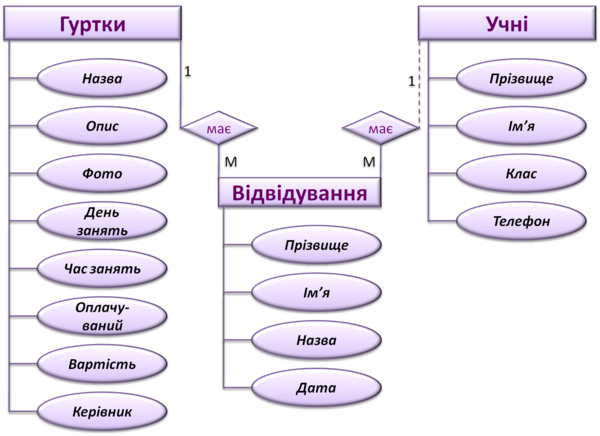 Гуртки
Назва
Опис
Фото
День
занять
Час занять
Оплачу-
ваний
Вартість
Керівник
1
має
М
Відвідування
Прізвище
Ім’я
Назва
Дата
1
має
М
Учні
Прізвище
Ім’я
Клас
Телефон